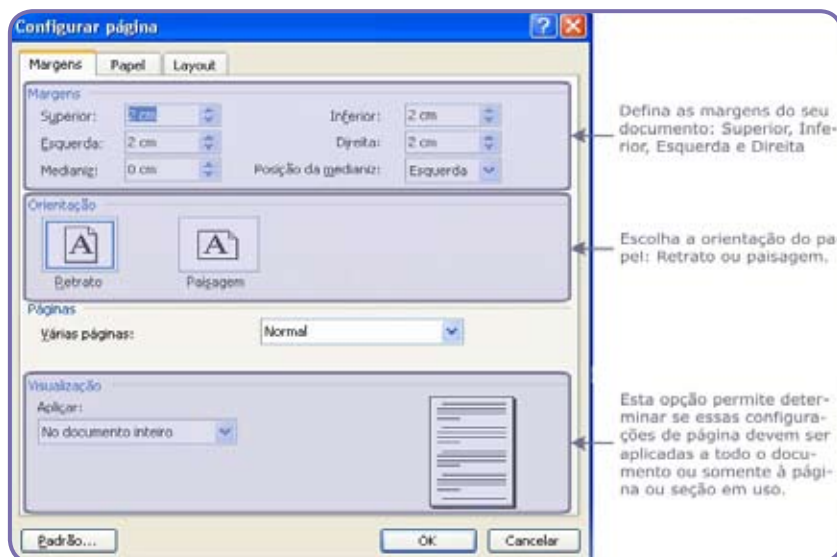 Configurar página
Margens Papel Layout
Margens
Superior: 2 cm Inferior: 2 cm
Esquerda: 2 cm Direita: 2 cm
Medianiz: 0 cm Posição da medianiz: Esquerda
Defina as margens do seu
documento: Superior, Infe-
rior, Esquerda e Direita
Orientação
A A
Retrato Paisagem
Escolha a orientação do pa
pel: Retrato ou paisagem.
Páginas
Várias páginas: Normal
Visualização
Aplicar:
No documento inteiro
Esta opção permite deter-
minar se essas configura-
ções de página devem ser
aplicadas a todo o docu-
mento ou somente à pági-
na ou seção em uso.
Padrão... OK Cancelar